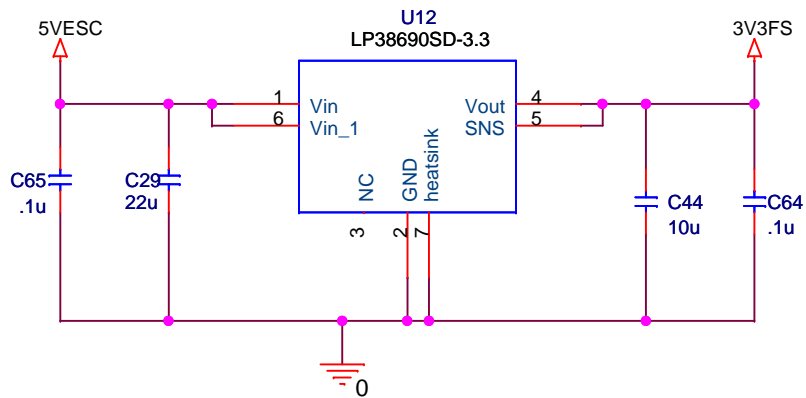 U12
5VESC
LP38690SD-3.3
3V3FS
1
Vin
Vout
4
6
Vin_1
SNS
5
C65
.1u
C29
22u
NC
GND
heatsink
3
2
7
C44
10u
C64
.1u
0